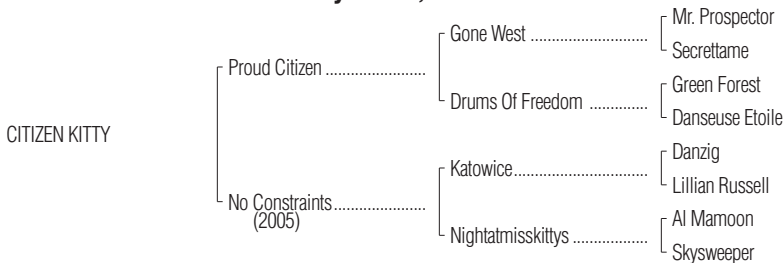 Mr. Prospector
Gone West ........................
Secrettame
Proud Citizen ........................
Green Forest
Drums Of Freedom ..............
Danseuse Etoile
CITIZEN KITTY
Danzig
Katowice................................
Lillian Russell
No Constraints......................
(2005)
Al Mamoon
Nightatmisskittys ..................
Skysweeper